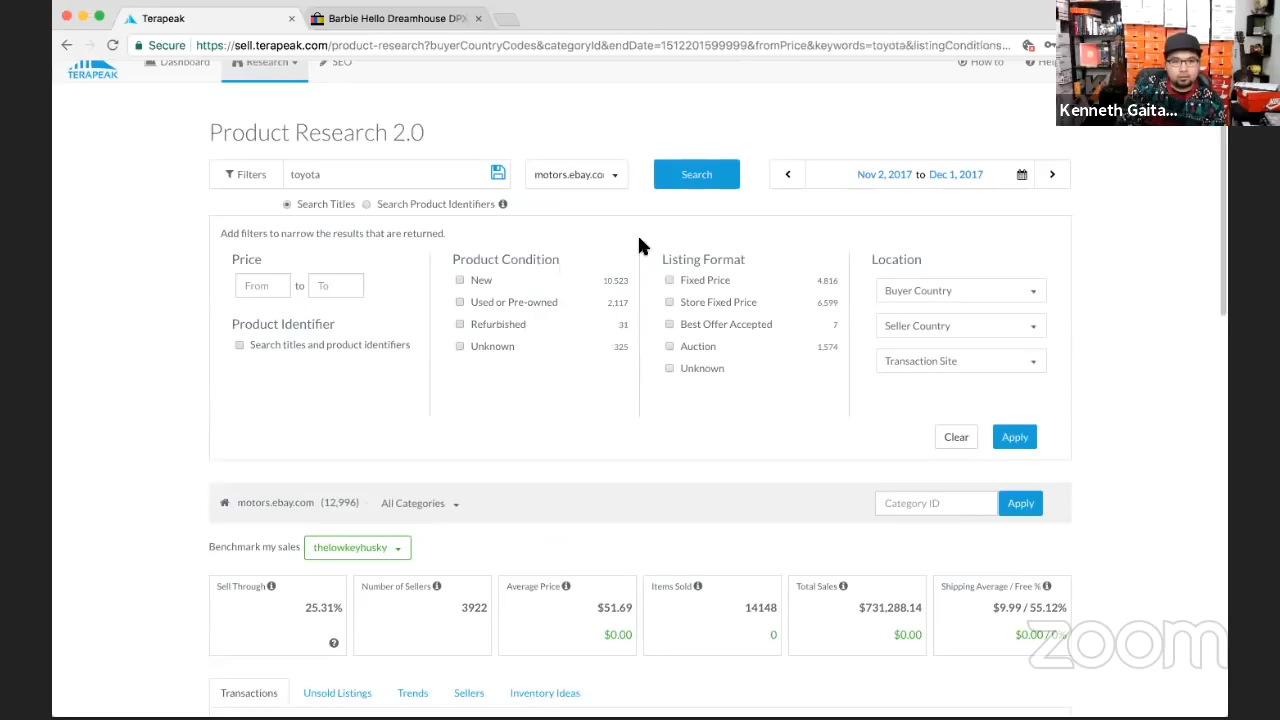 Terapeak
Barbie Hello Dreamhouse DPX
Secure https://sell.terapeak.com/product-research?buyerCountryCodes&categoryId&endDate=1512201599999&fromPrice&keywords=toyota&listingConditions...
TERAPEAK
Dashboard Research SEO How to Help
Kenneth Gaita...
Product Research 2.0
Filters toyota motors.ebay.co Search Nov 2, 2017 to Dec 1, 2017
Search Titles Search Product Identifiers
Add filters to narrow the results that are returned.
Price Product Condition Listing Format Location
From to To New 10,523 Fixed Price 4,816 Buyer Country
Used or Pre-owned 2,117 Store Fixed Price 6,599
Product Identifier Refurbished 31 Best Offer Accepted 7 Seller Country
Search titles and product identifiers Unknown 325 Auction 1,574
Unknown Transaction Site
Clear Apply
motors.ebay.com (12,996) All Categories Category ID Apply
Benchmark my sales thelowkeyhusky
Sell Through Number of Sellers Average Price Items Sold Total Sales Shipping Average / Free %
25.31% 3922 $51.69 14148 $731,288.14 $9.99 / 55.12%
$0.00 0 $0.00 $0.00 / 0%
zoom
Transactions Unsold Listings Trends Sellers Inventory Ideas